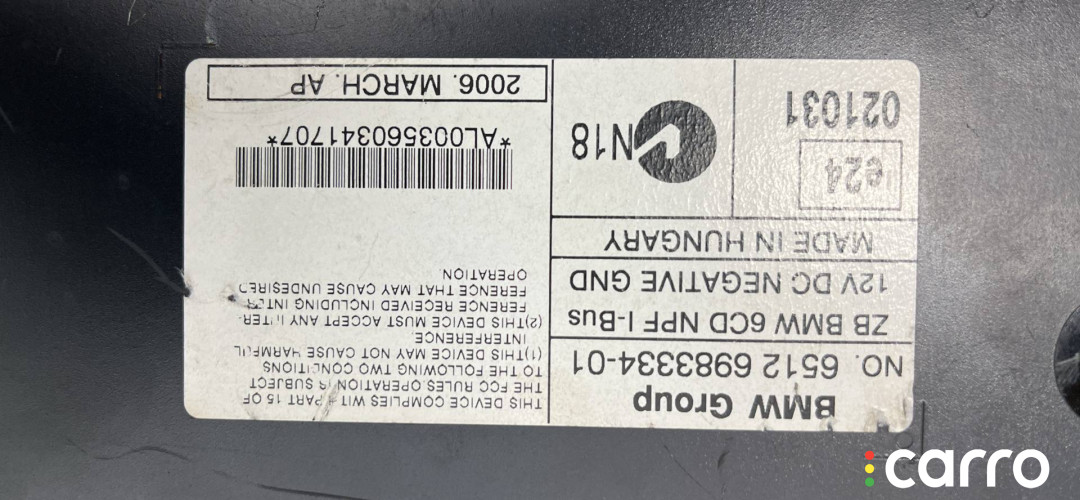 BMW Group
NO. 6512 6983334-01
ZB BMW 6CD NPF I-Bus
12V DC NEGATIVE GND
MADE IN HUNGARY
e24
021031
N18
THIS DEVICE COMPLIES WITH PART 15 OF
THE FCC RULES. OPERATION IS SUBJECT
TO THE FOLLOWING TWO CONDITIONS
(1)THIS DEVICE MAY NOT CAUSE HARMFUL
INTERFERENCE.
(2)THIS DEVICE MUST ACCEPT ANY INTER-
FERENCE RECEIVED INCLUDING INTER-
FERENCE THAT MAY CAUSE UNDESIRED
OPERATION
*AL003560341707*
2006. MARCH. AP
carro